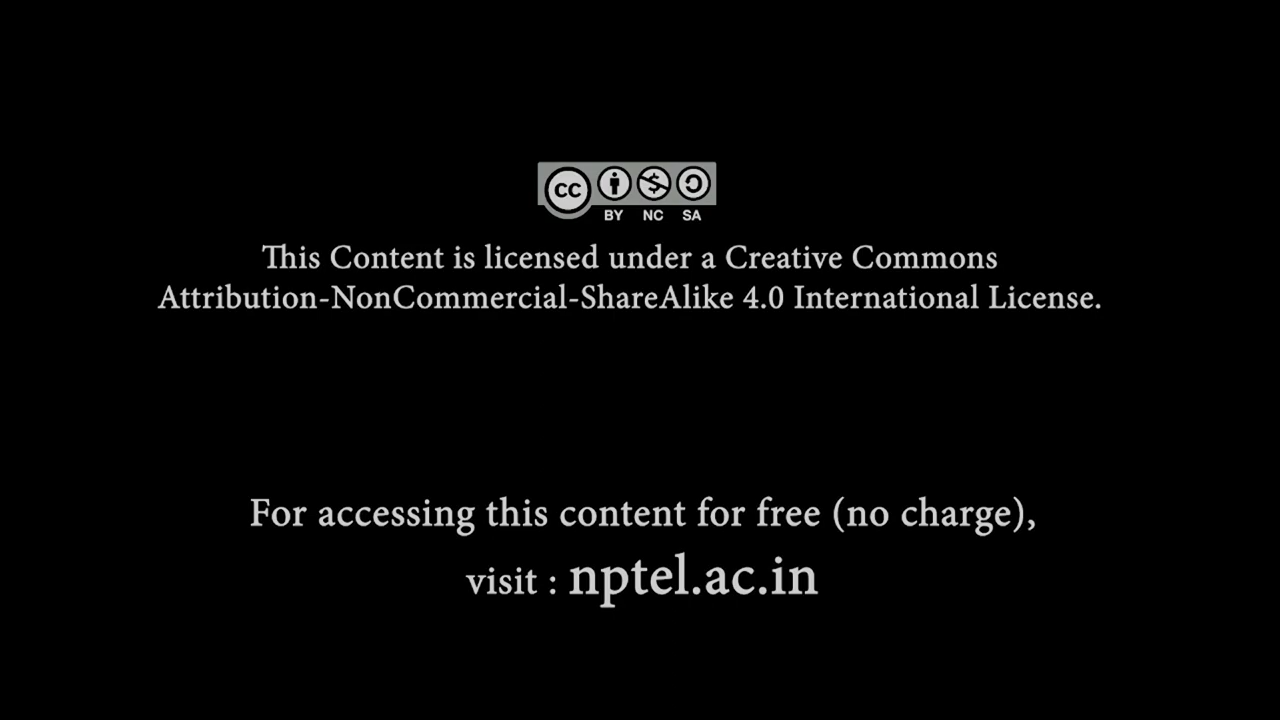 cc
BY NC SA
This Content is licensed under a Creative Commons
Attribution-NonCommercial-ShareAlike 4.0 International License.
For accessing this content for free (no charge),
visit : nptel.ac.in